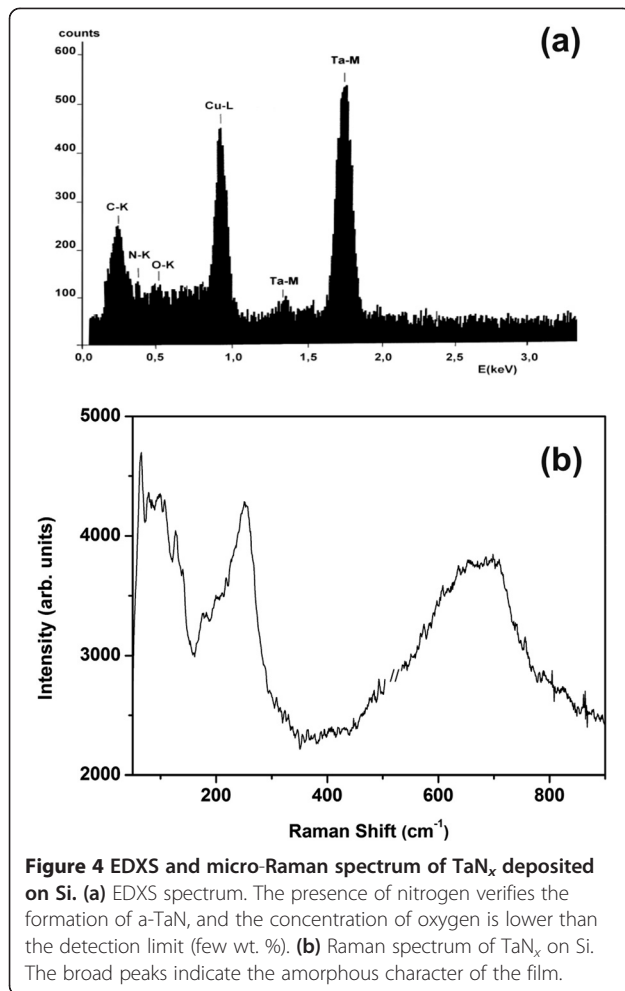 counts
(a)
600
500
400
300
200
100
C-K
N-K
O-K
Cu-L
Ta-M
Ta-M
0,0 0,5 1,0 1,5 2,0 2,5 3,0
E(keV)
(b)
5000
4000
3000
2000
Intensity (arb. units)
200 400 600 800
Raman Shift (cm⁻¹)
Figure 4 EDXS and micro-Raman spectrum of TaNₓ deposited
on Si. (a) EDXS spectrum. The presence of nitrogen verifies the
formation of a-TaN, and the concentration of oxygen is lower than
the detection limit (few wt. %). (b) Raman spectrum of TaNₓ on Si.
The broad peaks indicate the amorphous character of the film.